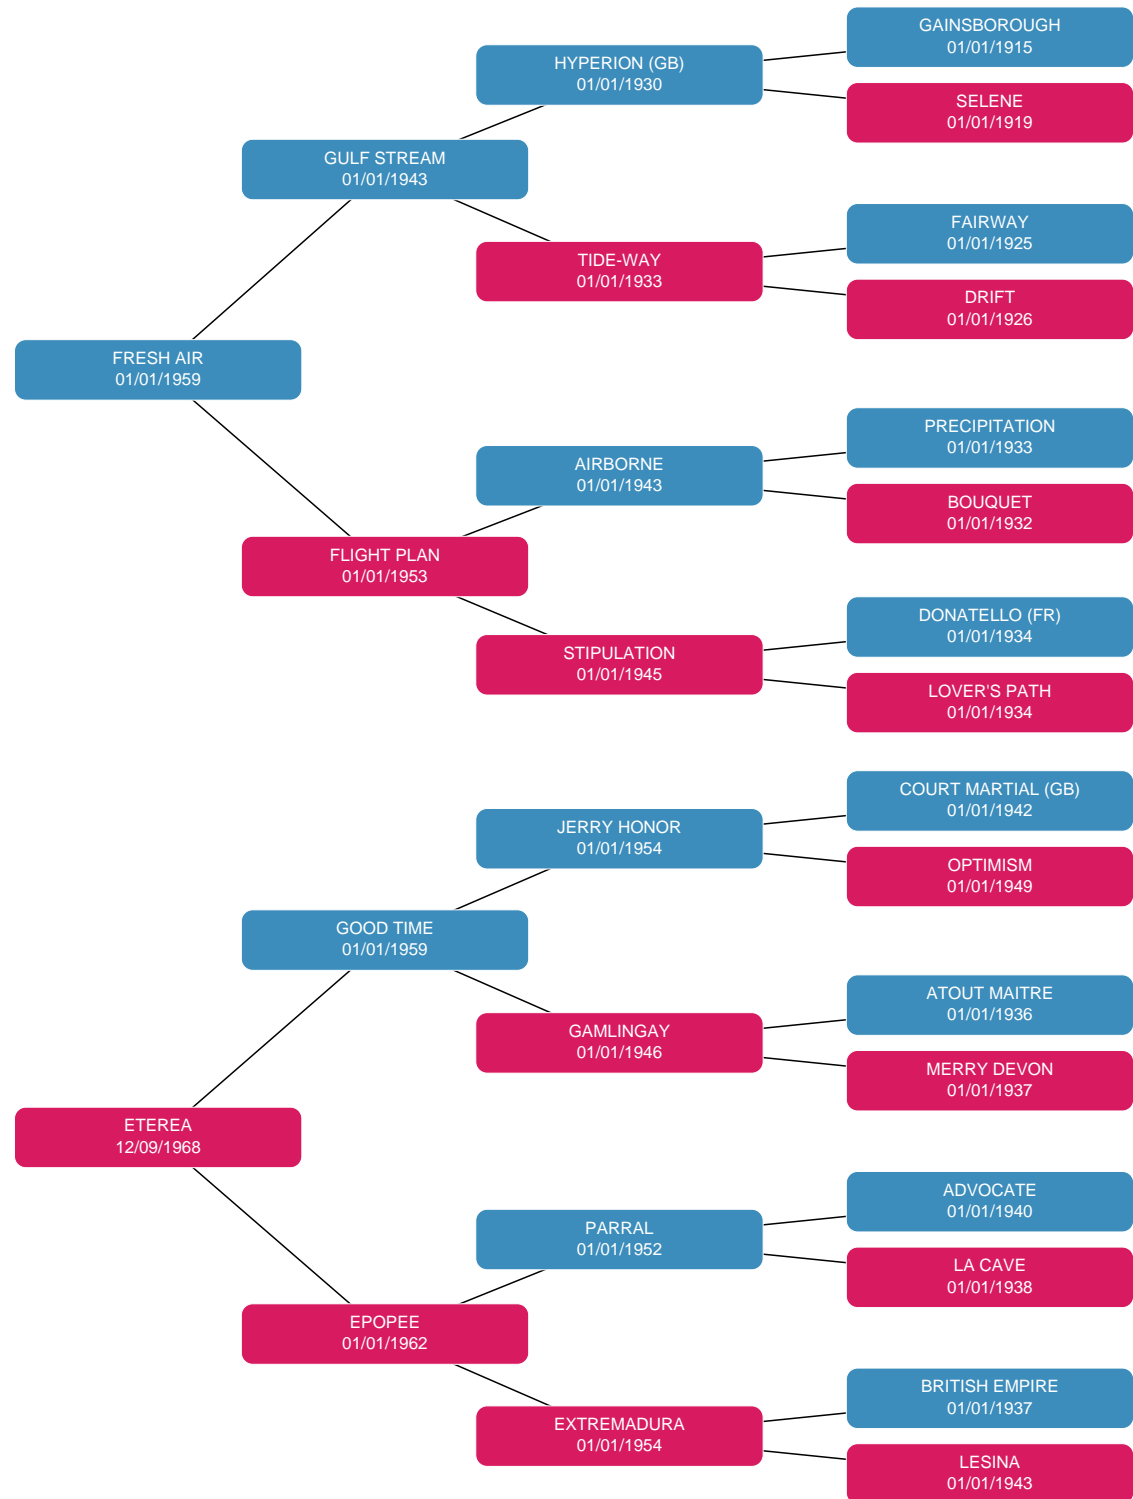 GAINSBOROUGH
01/01/1915
HYPERION (GB)
01/01/1930
SELENE
01/01/1919
GULF STREAM
01/01/1943
FAIRWAY
01/01/1925
TIDE-WAY
01/01/1933
DRIFT
01/01/1926
FRESH AIR
01/01/1959
PRECIPITATION
01/01/1933
AIRBORNE
01/01/1943
BOUQUET
01/01/1932
FLIGHT PLAN
01/01/1953
DONATELLO (FR)
01/01/1934
STIPULATION
01/01/1945
LOVER'S PATH
01/01/1934
COURT MARTIAL (GB)
01/01/1942
JERRY HONOR
01/01/1954
OPTIMISM
01/01/1949
GOOD TIME
01/01/1959
ATOUT MAITRE
01/01/1936
GAMLINGAY
01/01/1946
MERRY DEVON
01/01/1937
ETEREA
12/09/1968
ADVOCATE
01/01/1940
PARRAL
01/01/1952
LA CAVE
01/01/1938
EPOPEE
01/01/1962
BRITISH EMPIRE
01/01/1937
EXTREMADURA
01/01/1954
LESINA
01/01/1943